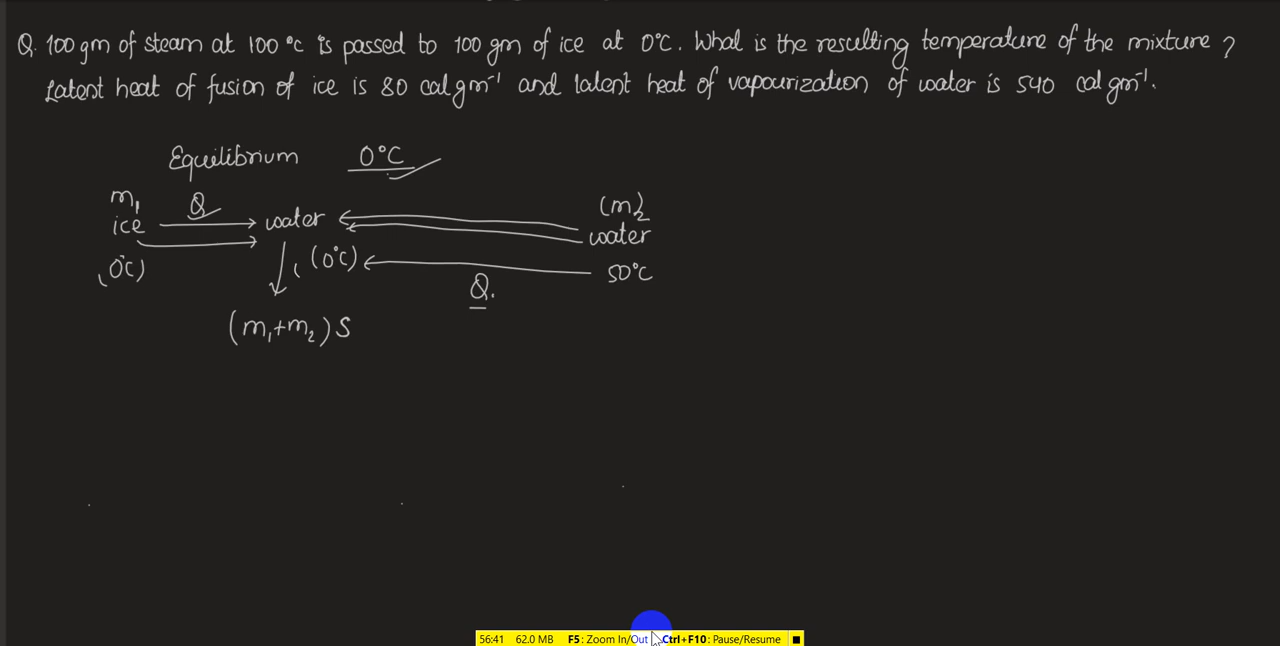 Q. 100 gm of steam at 100 °C is passed to 100 gm of ice at 0°C. What is the resulting temperature of the mixture ?
Latent heat of fusion of ice is 80 cal gm⁻¹ and latent heat of vapourization of water is 540 cal gm⁻¹.
Equilibrium 0°C
m₁ Q (m₂
ice water water
(0°C) (0°C) 50°C
Q.
(m₁+m₂) S
56:41 62.0 MB F5: Zoom In/Out Ctrl+F10: Pause/Resume